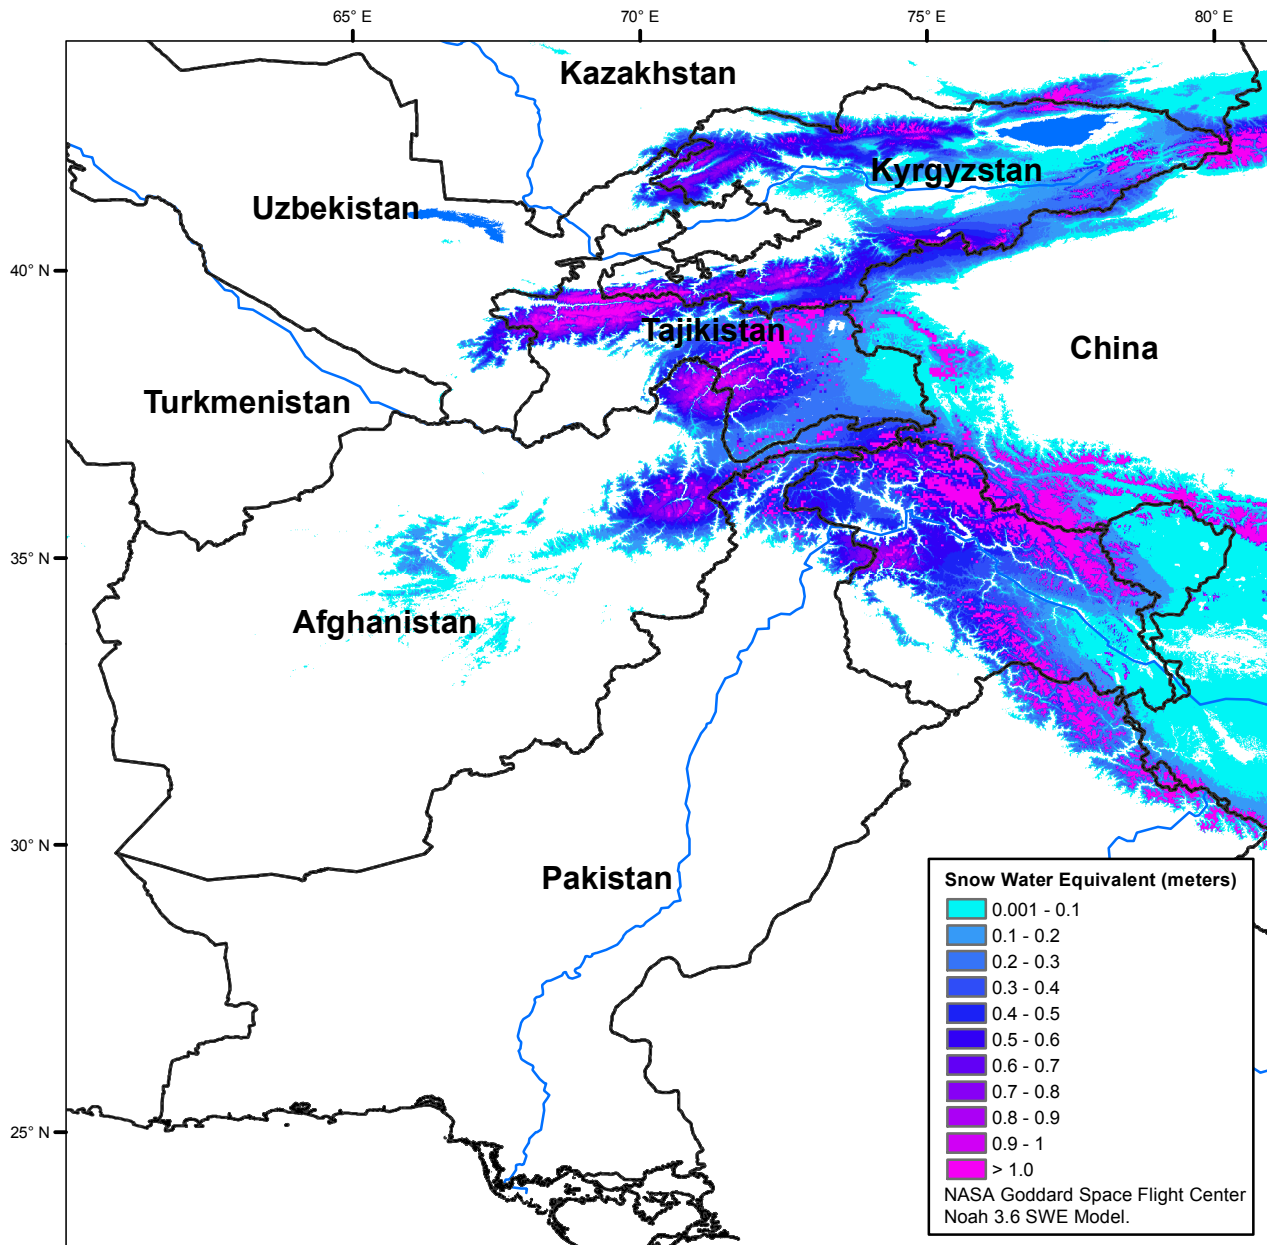 65° E
70° E
75° E
80° E
Kazakhstan
Kyrgyzstan
Uzbekistan
40° N
Tajikistan
China
Turkmenistan
35° N
Afghanistan
30° N
Pakistan
25° N
Snow Water Equivalent (meters)
0.001 - 0.1
0.1 - 0.2
0.2 - 0.3
0.3 - 0.4
0.4 - 0.5
0.5 - 0.6
0.6 - 0.7
0.7 - 0.8
0.8 - 0.9
0.9 - 1
> 1.0
NASA Goddard Space Flight Center
Noah 3.6 SWE Model.